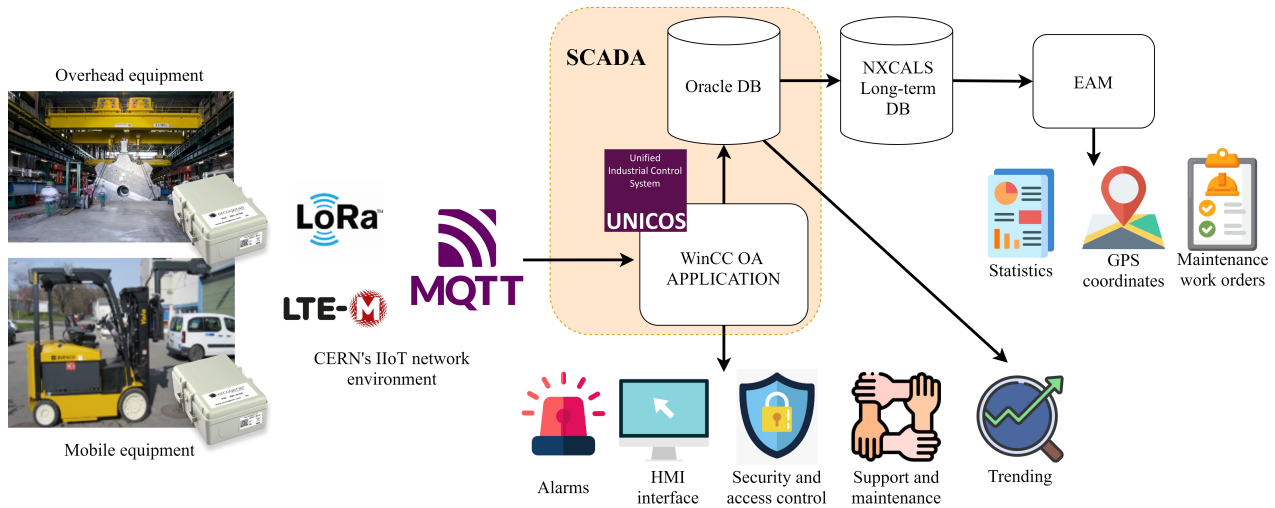 Overhead equipment
Mobile equipment
LoRa™
LTE-M
MQTT
CERN's IIoT network
environment
SCADA
Oracle DB
Unified
Industrial Control
System
UNICOS
WinCC OA
APPLICATION
NXCALS
Long-term
DB
EAM
Statistics
GPS
coordinates
Maintenance
work orders
Alarms
HMI
interface
Security and
access control
Support and
maintenance
Trending